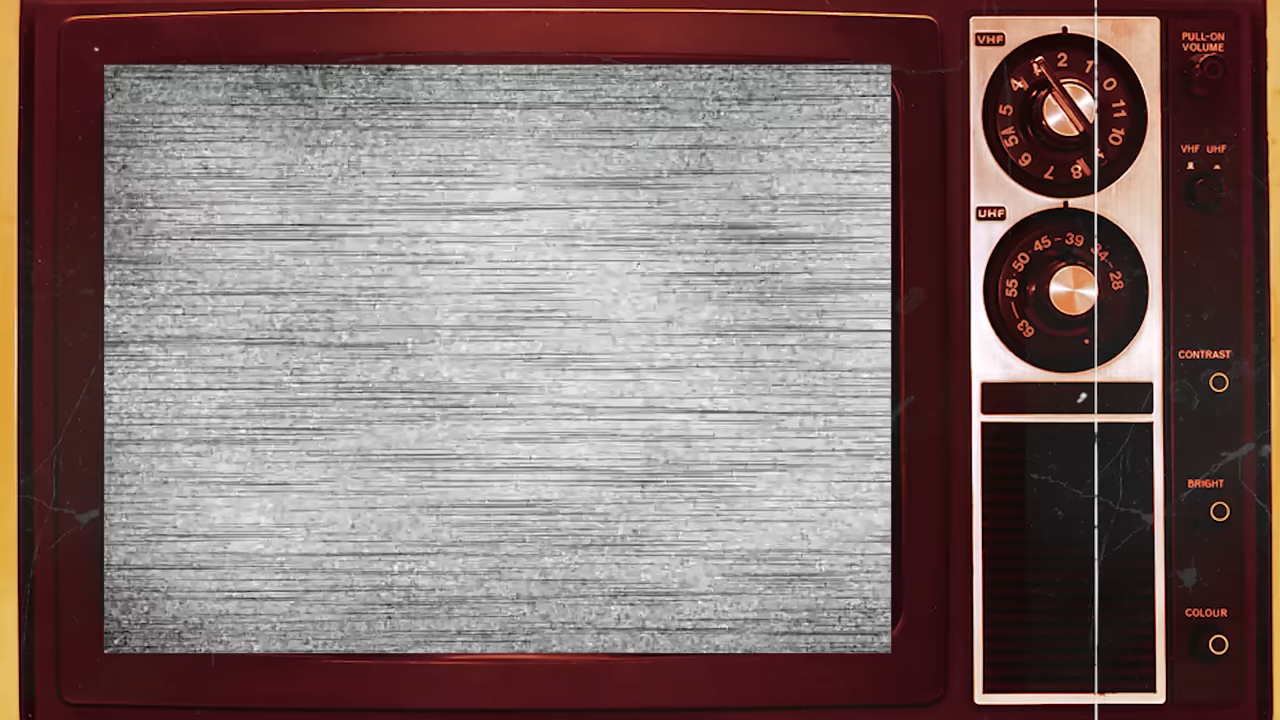 VHF
2 1 0 11 10 8 7 6 5A 5 4
UHF
63 55 50 45 - 39 34 - 28
PULL-ON
VOLUME
VHF UHF
CONTRAST
BRIGHT
COLOUR